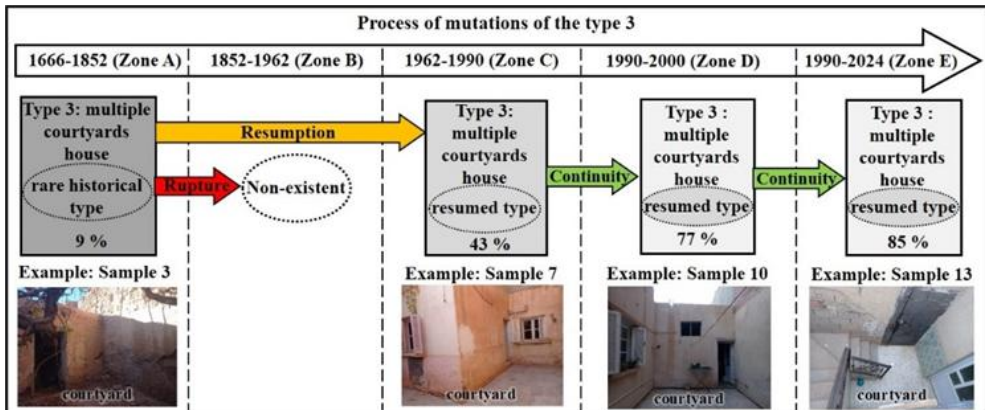 Process of mutations of the type 3
1666-1852 (Zone A)
1852-1962 (Zone B)
1962-1990 (Zone C)
1990-2000 (Zone D)
1990-2024 (Zone E)
Type 3: multiple
courtyards
house
rare historical
type
9 %
Resumption
Rupture
Non-existent
Type 3:
multiple
courtyards
house
resumed type
43 %
Continuity
Type 3 :
multiple
courtyards
house
resumed type
77 %
Continuity
Type 3 :
multiple
courtyards
house
resumed type
85 %
Example: Sample 3
Example: Sample 7
Example: Sample 10
Example: Sample 13
courtyard
courtyard
courtyard
courtyard